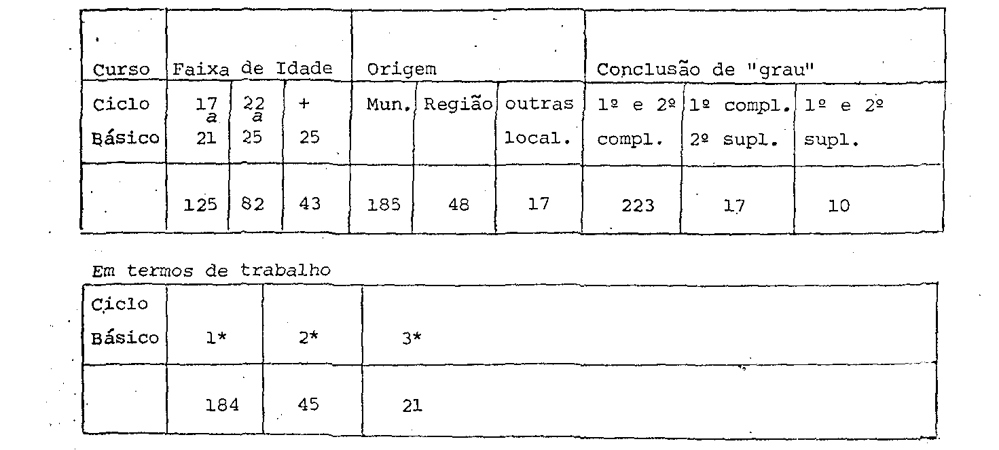 Curso Faixa de Idade Origem Conclusão de "grau"
Ciclo 17 22 + Mun. Região outras 1º e 2º 1º compl. 1º e 2º
a a
Básico 21 25 25 local. compl. 2º supl. supl.
125 82 43 185 48 17 223 17 10
Em termos de trabalho
Ciclo
Básico 1* 2* 3*
184 45 21